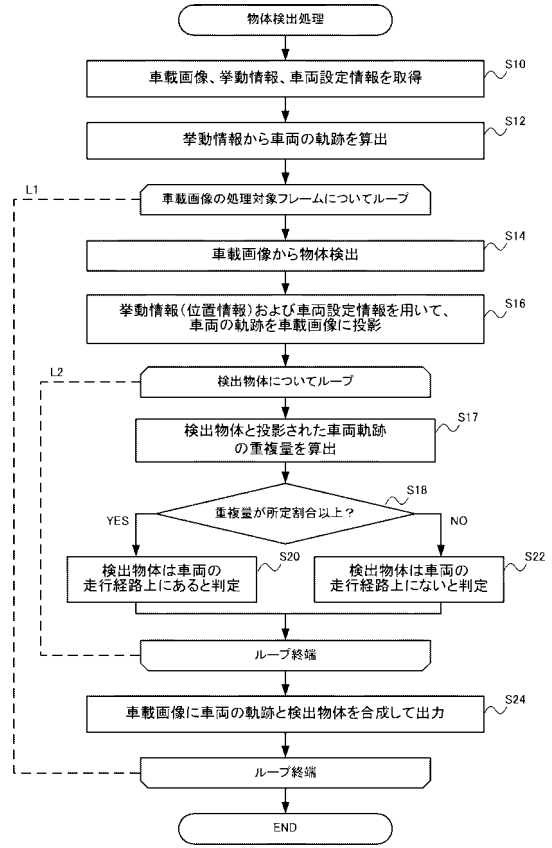 物体検出処理
S10
車載画像、挙動情報、車両設定情報を取得
S12
挙動情報から車両の軌跡を算出
L1
車載画像の処理対象フレームについてループ
S14
車載画像から物体検出
S16
挙動情報(位置情報)および車両設定情報を用いて、
車両の軌跡を車載画像に投影
L2
検出物体についてループ
S17
検出物体と投影された車両軌跡
の重複量を算出
S18
重複量が所定割合以上?
YES
NO
S20
検出物体は車両の
走行経路上にあると判定
S22
検出物体は車両の
走行経路上にないと判定
ループ終端
S24
車載画像に車両の軌跡と検出物体を合成して出力
ループ終端
END